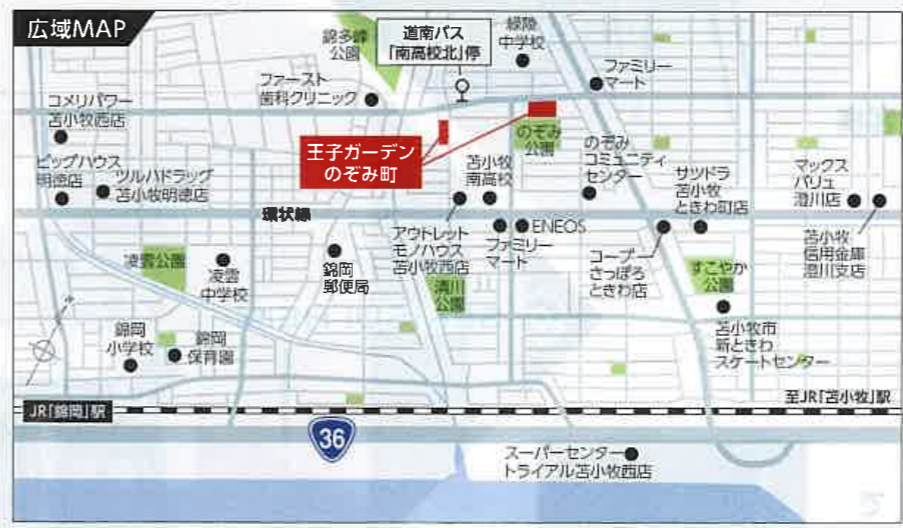 広域MAP
錦多峰
公園
道南バス
「南高校北」停
緑陵
中学校
ファミリー
マート
ファースト
歯科クリニック
コメリパワー
苫小牧西店
王子ガーデン
のぞみ町
のぞみ
公園
のぞみ
コミュニティ
センター
苫小牧
南高校
サツドラ
苫小牧
ときわ町店
マックス
バリュ
澄川店
ビッグハウス
明徳店
ツルハドラッグ
苫小牧明徳店
環状線
アウトレット
モノハウス
苫小牧西店
ENEOS
ファミリー
マート
コープ
さっぽろ
ときわ店
苫小牧
信用金庫
澄川支店
凌雲公園
凌雲
中学校
錦岡
郵便局
清川
公園
すこやか
公園
苫小牧市
新ときわ
スケートセンター
錦岡
小学校
錦岡
保育園
JR「錦岡」駅
至JR「苫小牧」駅
36
スーパーセンター
トライアル苫小牧西店